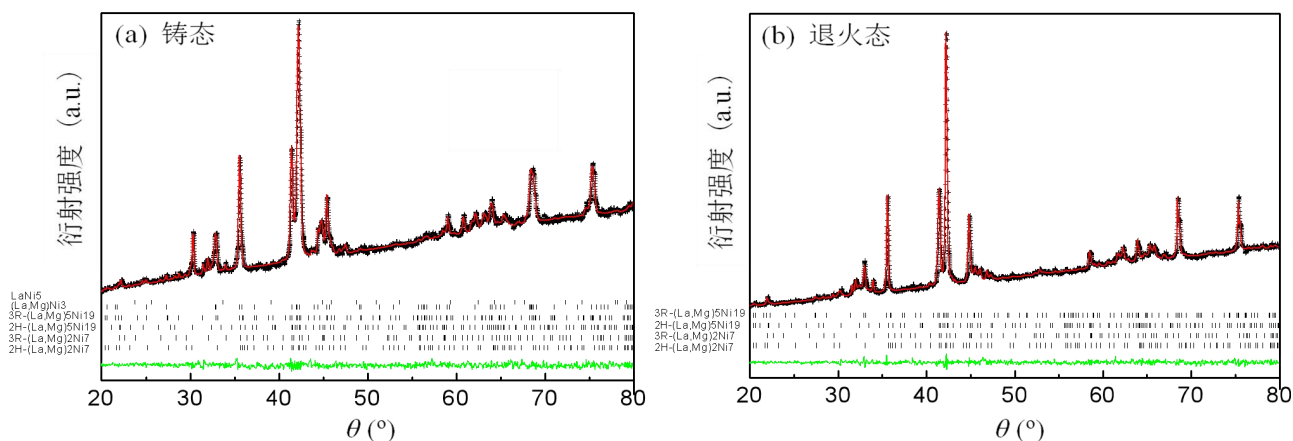 (a) 铸态
衍射强度 (a.u.)
LaNi5
(La,Mg)Ni3
3R-(La,Mg)5Ni19
2H-(La,Mg)5Ni19
3R-(La,Mg)2Ni7
2H-(La,Mg)2Ni7
20 30 40 50 60 70 80
θ (°)
(b) 退火态
衍射强度 (a.u.)
3R-(La,Mg)5Ni19
2H-(La,Mg)5Ni19
3R-(La,Mg)2Ni7
2H-(La,Mg)2Ni7
20 30 40 50 60 70 80
θ (°)